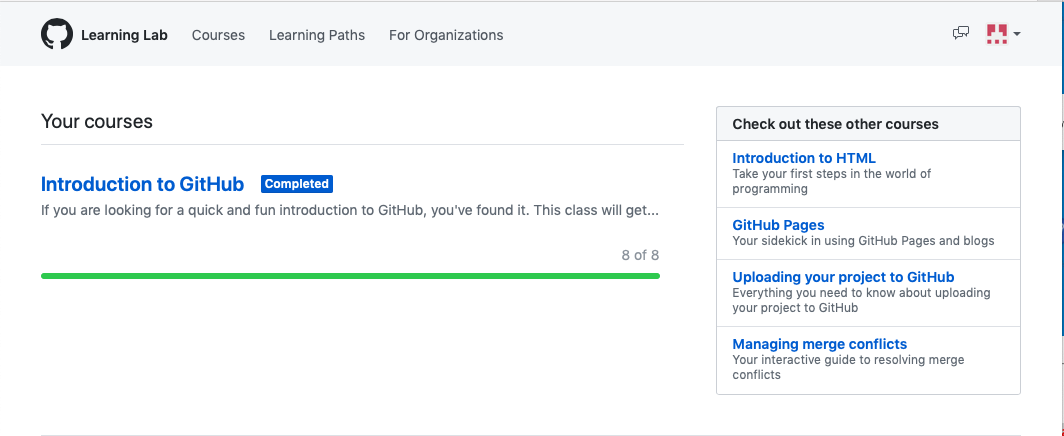 Learning Lab Courses Learning Paths For Organizations
Your courses
Introduction to GitHub Completed
If you are looking for a quick and fun introduction to GitHub, you've found it. This class will get...
8 of 8
Check out these other courses
Introduction to HTML
Take your first steps in the world of
programming
GitHub Pages
Your sidekick in using GitHub Pages and blogs
Uploading your project to GitHub
Everything you need to know about uploading
your project to GitHub
Managing merge conflicts
Your interactive guide to resolving merge
conflicts